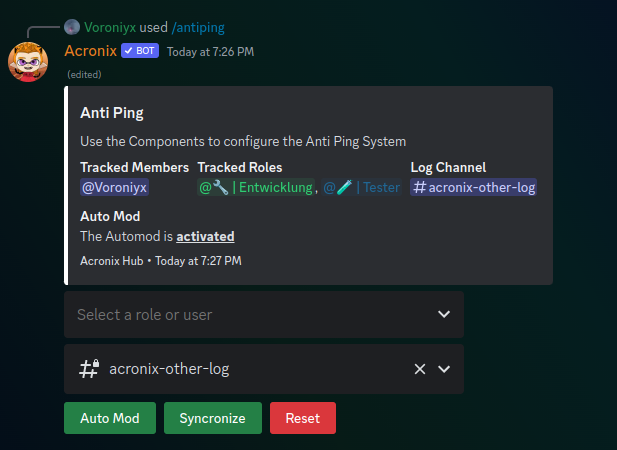 Voroniyx used /antiping
Acronix ✓ BOT Today at 7:26 PM
(edited)
Anti Ping
Use the Components to configure the Anti Ping System
Tracked Members Tracked Roles Log Channel
@Voroniyx @🔧 | Entwicklung, @🧪 | Tester # acronix-other-log
Auto Mod
The Automod is activated
Acronix Hub • Today at 7:27 PM
Select a role or user
acronix-other-log
Auto Mod Syncronize Reset